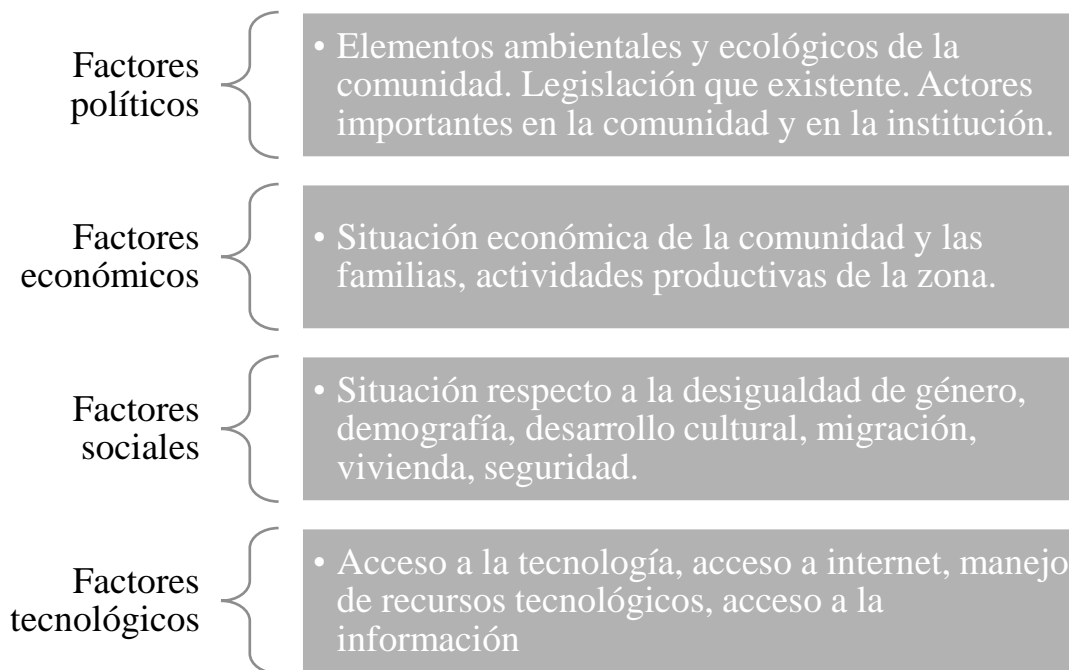 Factores
políticos
• Elementos ambientales y ecológicos de la
comunidad. Legislación que existente. Actores
importantes en la comunidad y en la institución.
Factores
económicos
• Situación económica de la comunidad y las
familias, actividades productivas de la zona.
Factores
sociales
• Situación respecto a la desigualdad de género,
demografía, desarrollo cultural, migración,
vivienda, seguridad.
Factores
tecnológicos
• Acceso a la tecnología, acceso a internet, manejo
de recursos tecnológicos, acceso a la
información